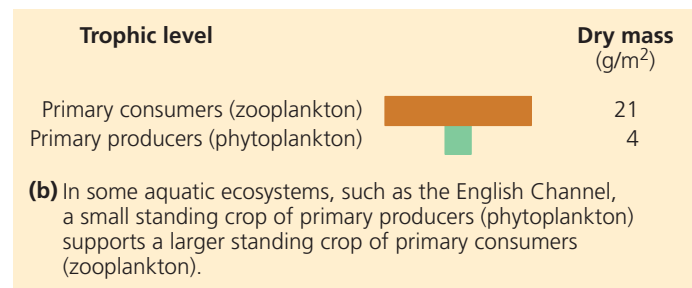 Trophic level Dry mass
(g/m²)
Primary consumers (zooplankton) 21
Primary producers (phytoplankton) 4
(b) In some aquatic ecosystems, such as the English Channel,
a small standing crop of primary producers (phytoplankton)
supports a larger standing crop of primary consumers
(zooplankton).